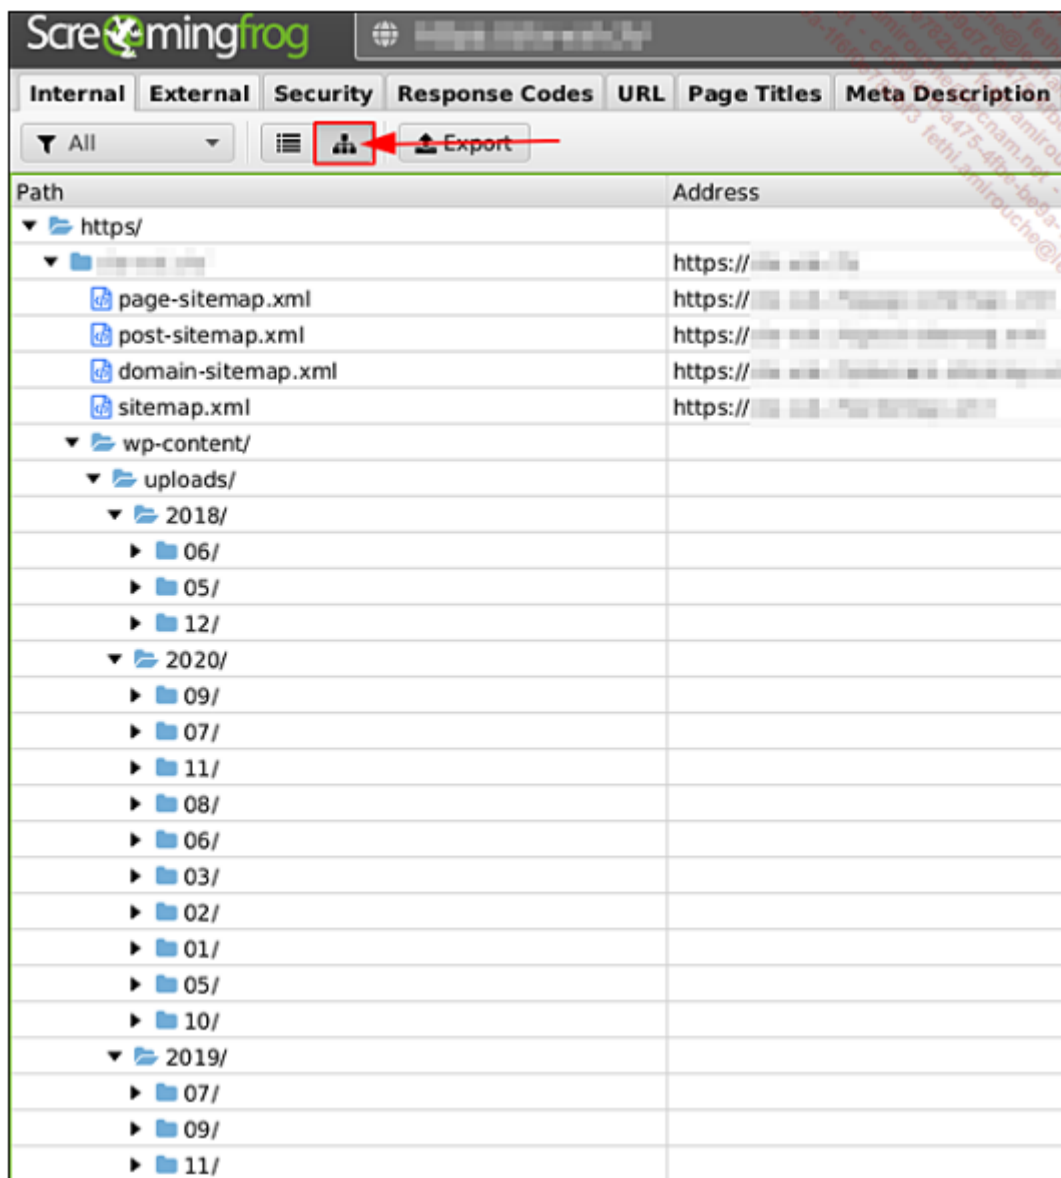 Screamingfrog
Internal External Security Response Codes URL Page Titles Meta Description
All Export
Path Address
https/
https://
page-sitemap.xml https://
post-sitemap.xml https://
domain-sitemap.xml https://
sitemap.xml https://
wp-content/
uploads/
2018/
06/
05/
12/
2020/
09/
07/
11/
08/
06/
03/
02/
01/
05/
10/
2019/
07/
09/
11/